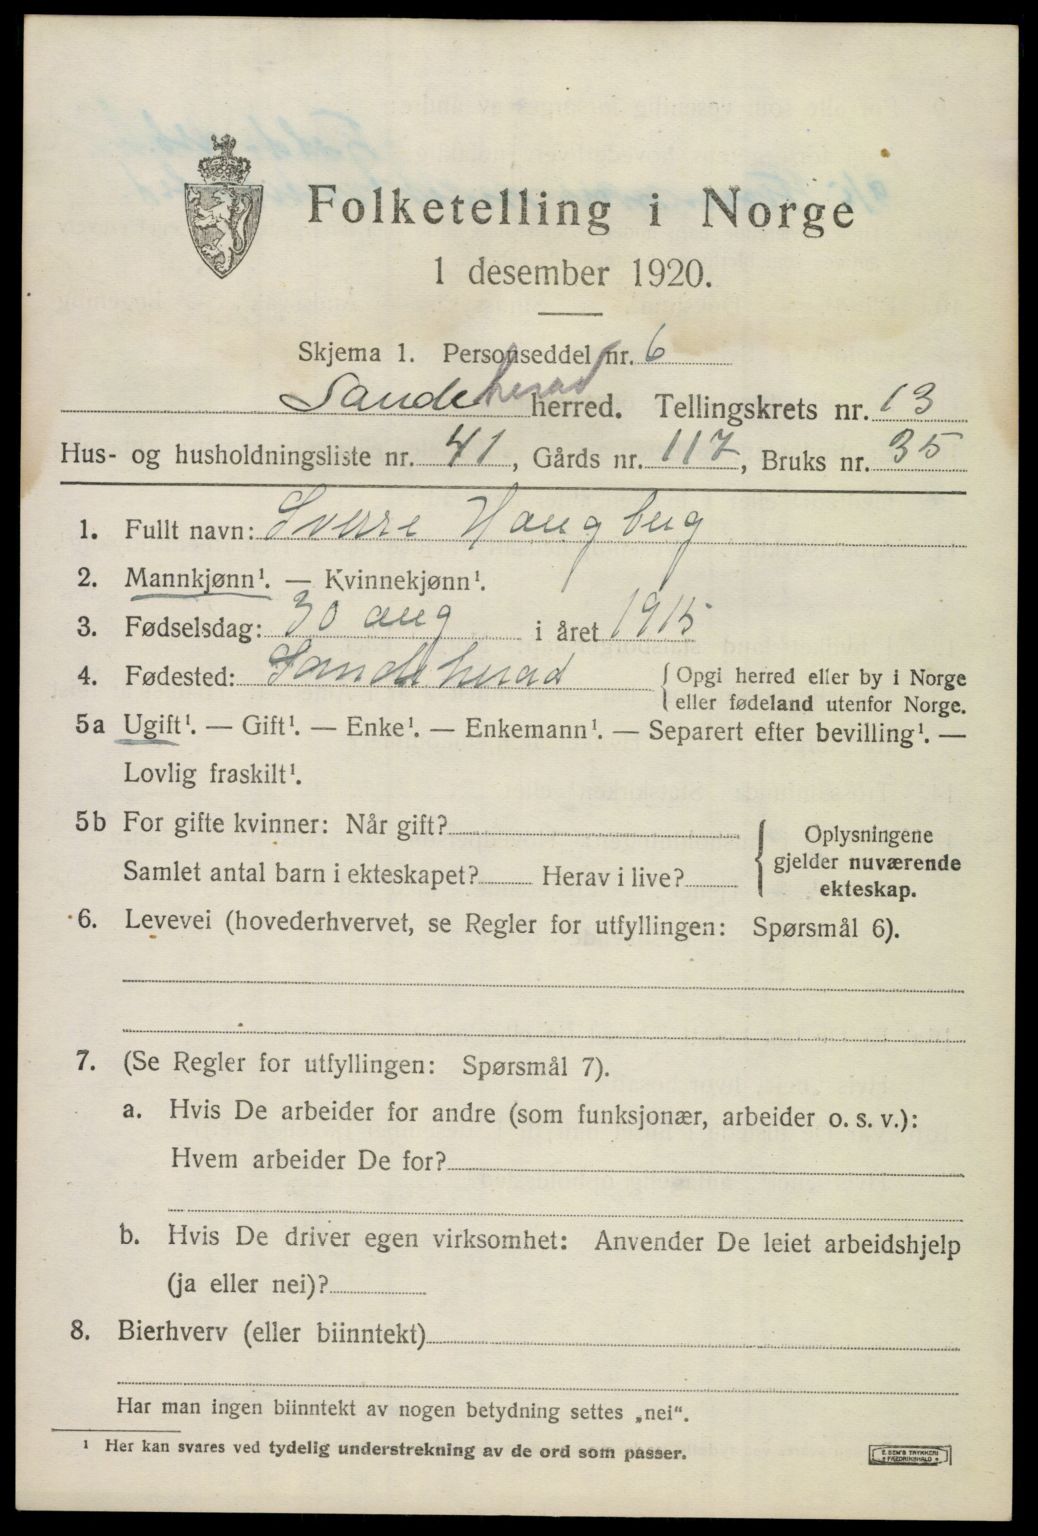 Folketelling i Norge
1 desember 1920.
Skjema 1. Personseddel nr. 6
Sandeherad herred. Tellingskrets nr. 13
Hus- og husholdningsliste nr. 41, Gårds nr. 117, Bruks nr. 35
1. Fullt navn: Sverre Haugberg
2. Mannkjønn¹. — Kvinnekjønn¹.
3. Fødselsdag: 30 aug i året 1915
4. Fødested: Sandeherad { Opgi herred eller by i Norge
eller fødeland utenfor Norge.
5a Ugift¹. — Gift¹. — Enke¹. — Enkemann¹. — Separert efter bevilling¹. —
Lovlig fraskilt¹.
5b For gifte kvinner: Når gift?
Samlet antal barn i ekteskapet? Herav i live?
Oplysningene
gjelder nuværende
ekteskap.
6. Levevei (hovederhvervet, se Regler for utfyllingen: Spørsmål 6).
7. (Se Regler for utfyllingen: Spørsmål 7).
a. Hvis De arbeider for andre (som funksjonær, arbeider o. s. v.):
Hvem arbeider De for?
b. Hvis De driver egen virksomhet: Anvender De leiet arbeidshjelp
(ja eller nei)?
8. Bierhverv (eller biinntekt)
Har man ingen biinntekt av nogen betydning settes „nei“.
¹ Her kan svares ved tydelig understrekning av de ord som passer.
E. SEM'S TRYKKERI
FREDRIKSHALD